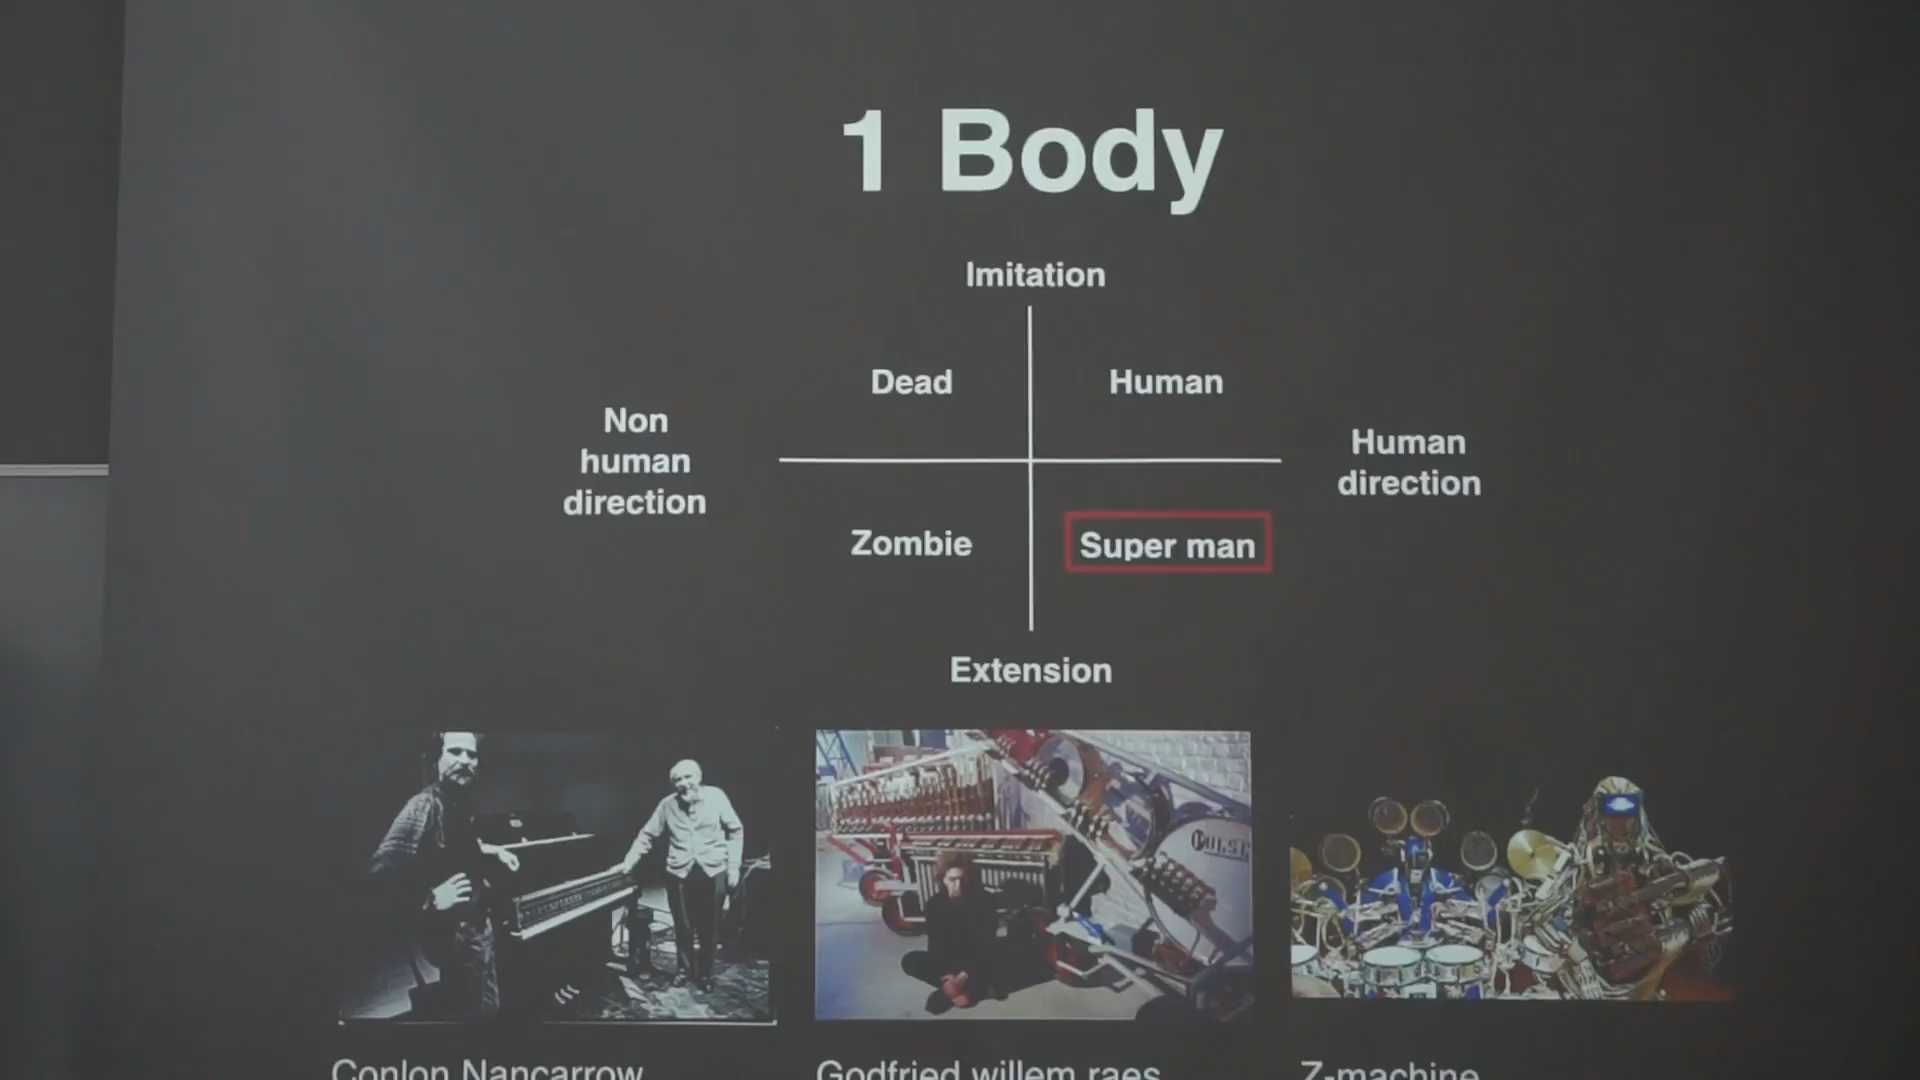 1 Body
Imitation
Dead
Human
Non
human
direction
Human
direction
Zombie
Super man
Extension
Conlon Nancarrow
Godfried willem raes
Z-machine